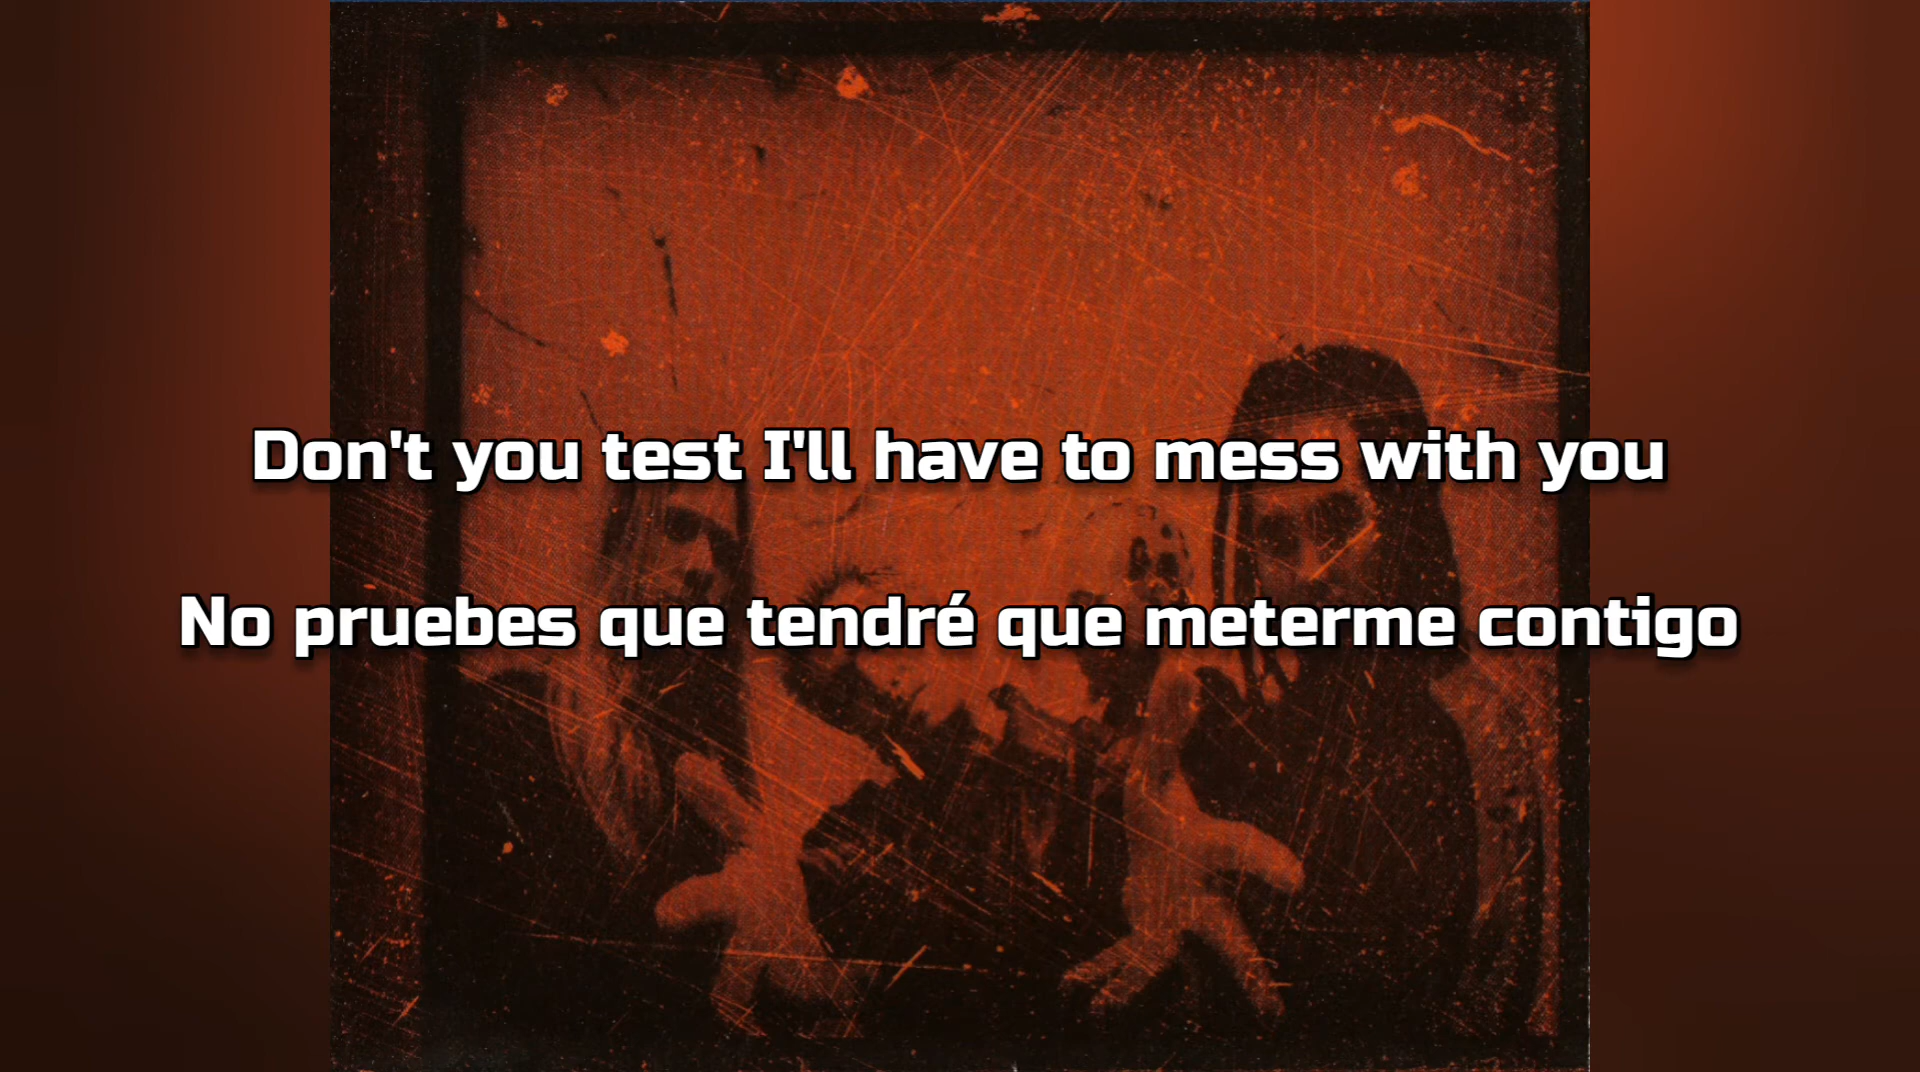 Don't you test I'll have to mess with you
No pruebes que tendré que meterme contigo